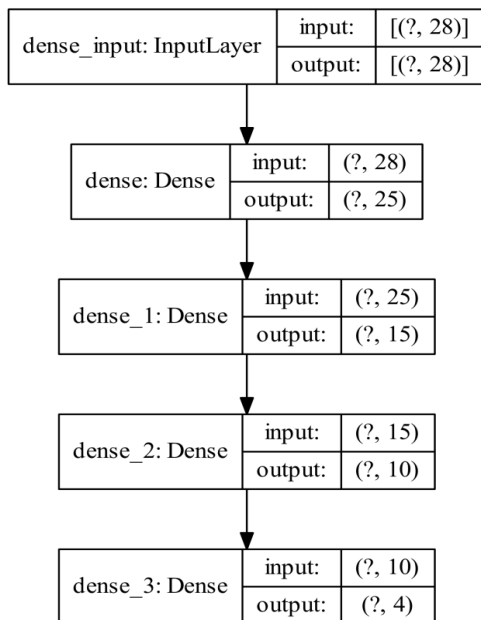 dense_input: InputLayer
input: [(?, 28)]
output: [(?, 28)]
dense: Dense
input: (?, 28)
output: (?, 25)
dense_1: Dense
input: (?, 25)
output: (?, 15)
dense_2: Dense
input: (?, 15)
output: (?, 10)
dense_3: Dense
input: (?, 10)
output: (?, 4)